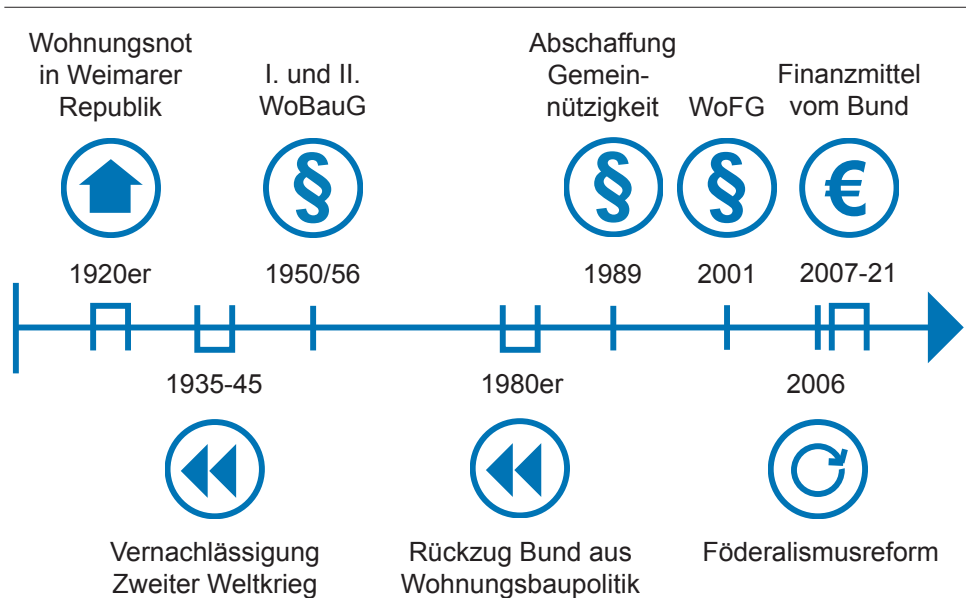 Wohnungsnot
in Weimarer
Republik
I. und II.
WoBauG
Abschaffung
Gemein-
nützigkeit
WoFG
Finanzmittel
vom Bund
§
§
§
€
1920er
1950/56
1989
2001
2007-21
1935-45
1980er
2006
Vernachlässigung
Zweiter Weltkrieg
Rückzug Bund aus
Wohnungsbaupolitik
Föderalismusreform